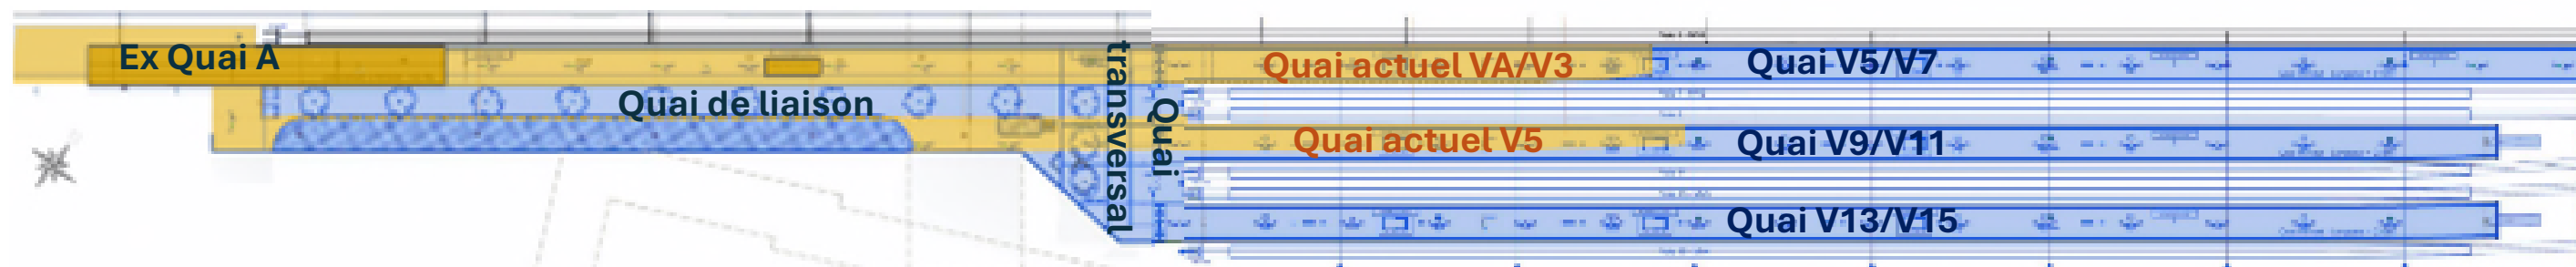 Ex Quai A
Quai de liaison
Quai
transversal
Quai actuel VA/V3
Quai V5/V7
Quai actuel V5
Quai V9/V11
Quai V13/V15